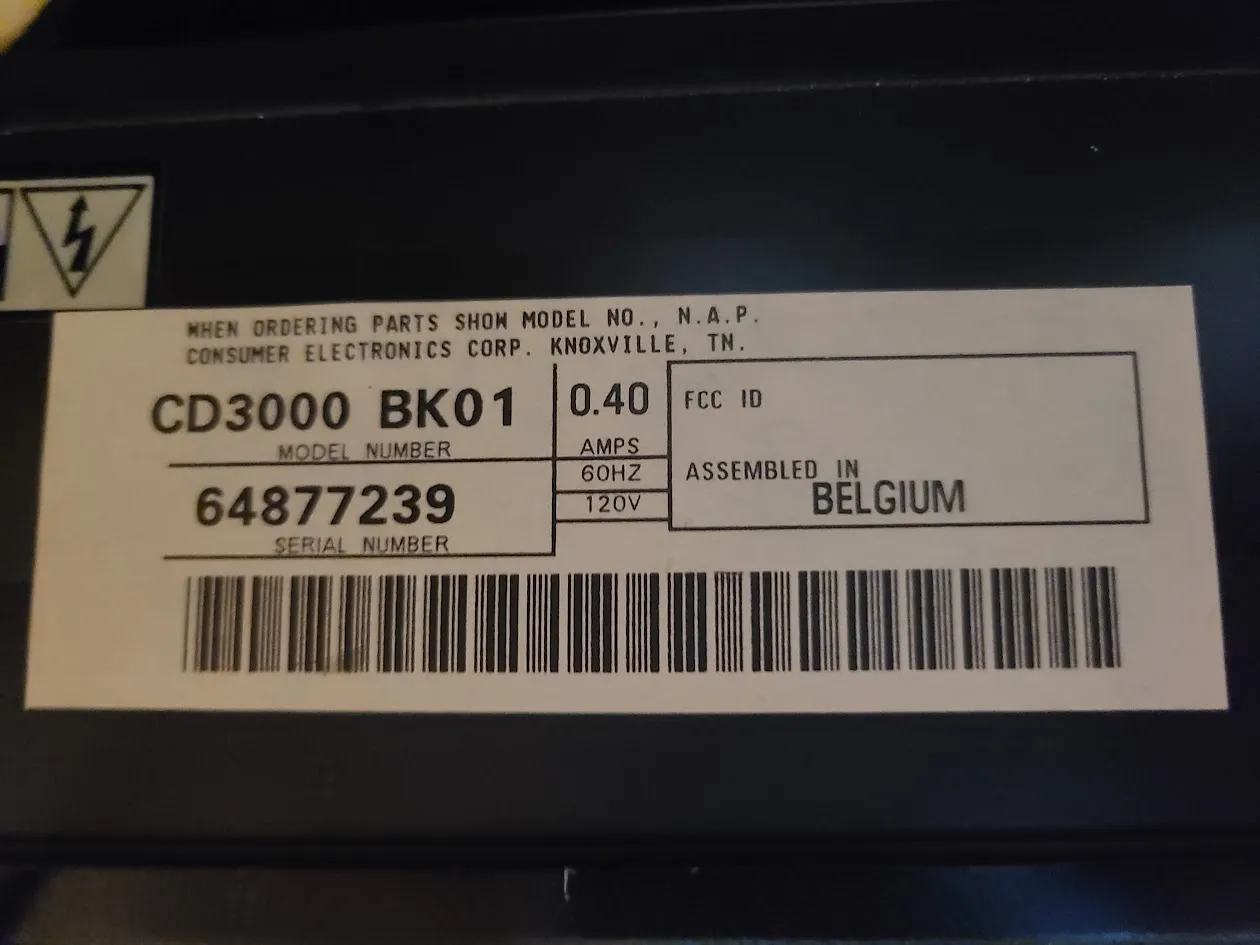 WHEN ORDERING PARTS SHOW MODEL NO., N.A.P.
CONSUMER ELECTRONICS CORP. KNOXVILLE, TN.
CD3000 BK01
MODEL NUMBER
64877239
SERIAL NUMBER
0.40
AMPS
60HZ
120V
FCC ID
ASSEMBLED IN
BELGIUM